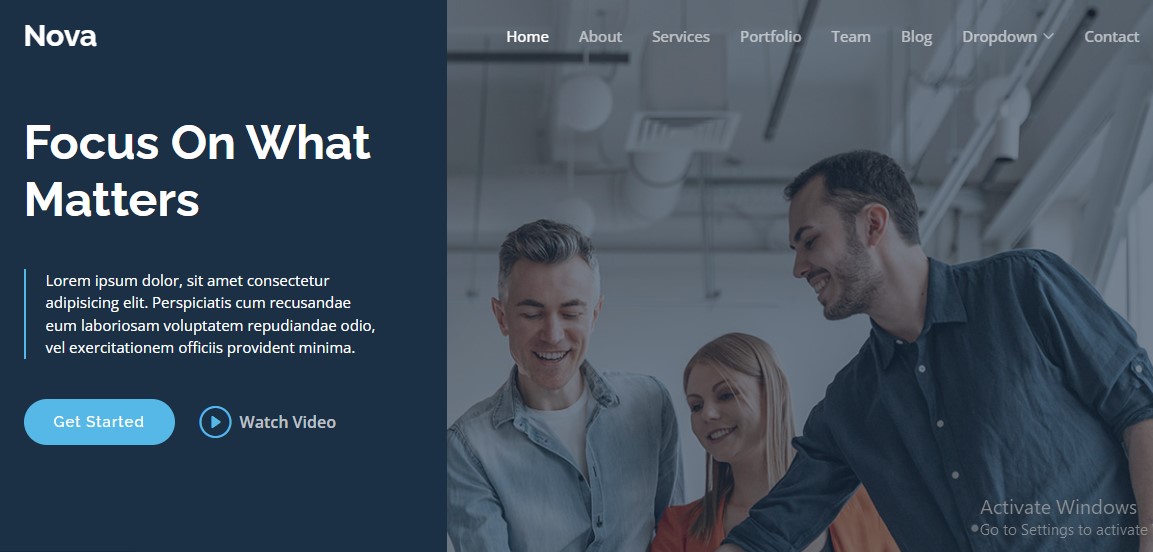 Nova
Home About Services Portfolio Team Blog Dropdown Contact
Focus On What
Matters
Lorem ipsum dolor, sit amet consectetur
adipisicing elit. Perspiciatis cum recusandae
eum laboriosam voluptatem repudiandae odio,
vel exercitationem officiis provident minima.
Get Started Watch Video
Activate Windows
Go to Settings to activate